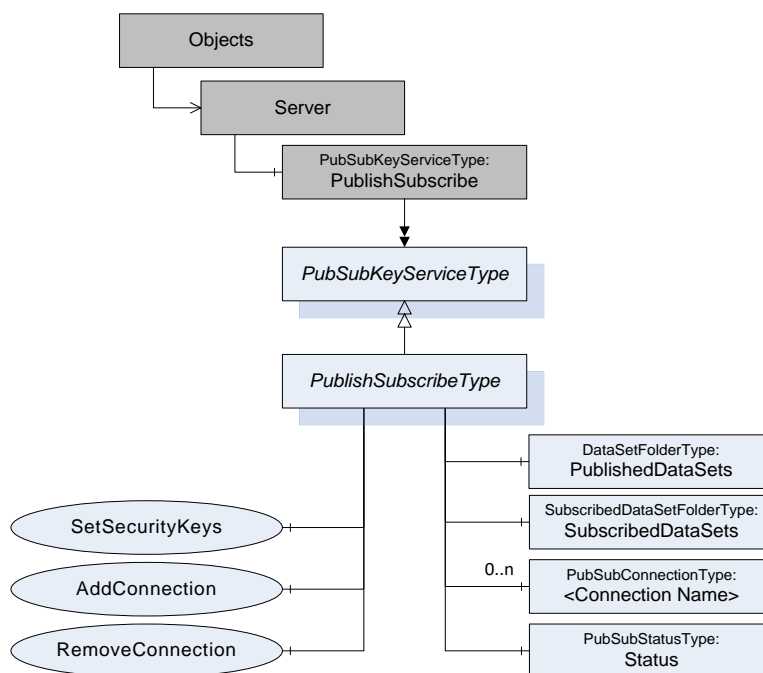 Objects
Server
PubSubKeyServiceType:
PublishSubscribe
PubSubKeyServiceType
PublishSubscribeType
DataSetFolderType:
PublishedDataSets
SetSecurityKeys
SubscribedDataSetFolderType:
SubscribedDataSets
AddConnection
0..n
PubSubConnectionType:
<Connection Name>
RemoveConnection
PubSubStatusType:
Status